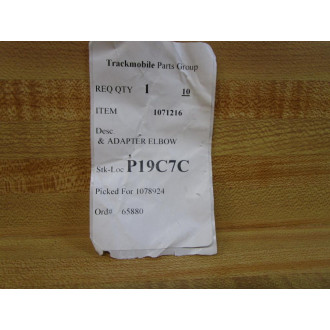 Trackmobile Parts Group
REQ QTY 1 10
ITEM 1071216
Desc
& ADAPTER ELBOW
Stk-Loc P19C7C
Picked For 1078924
Ord# 65880